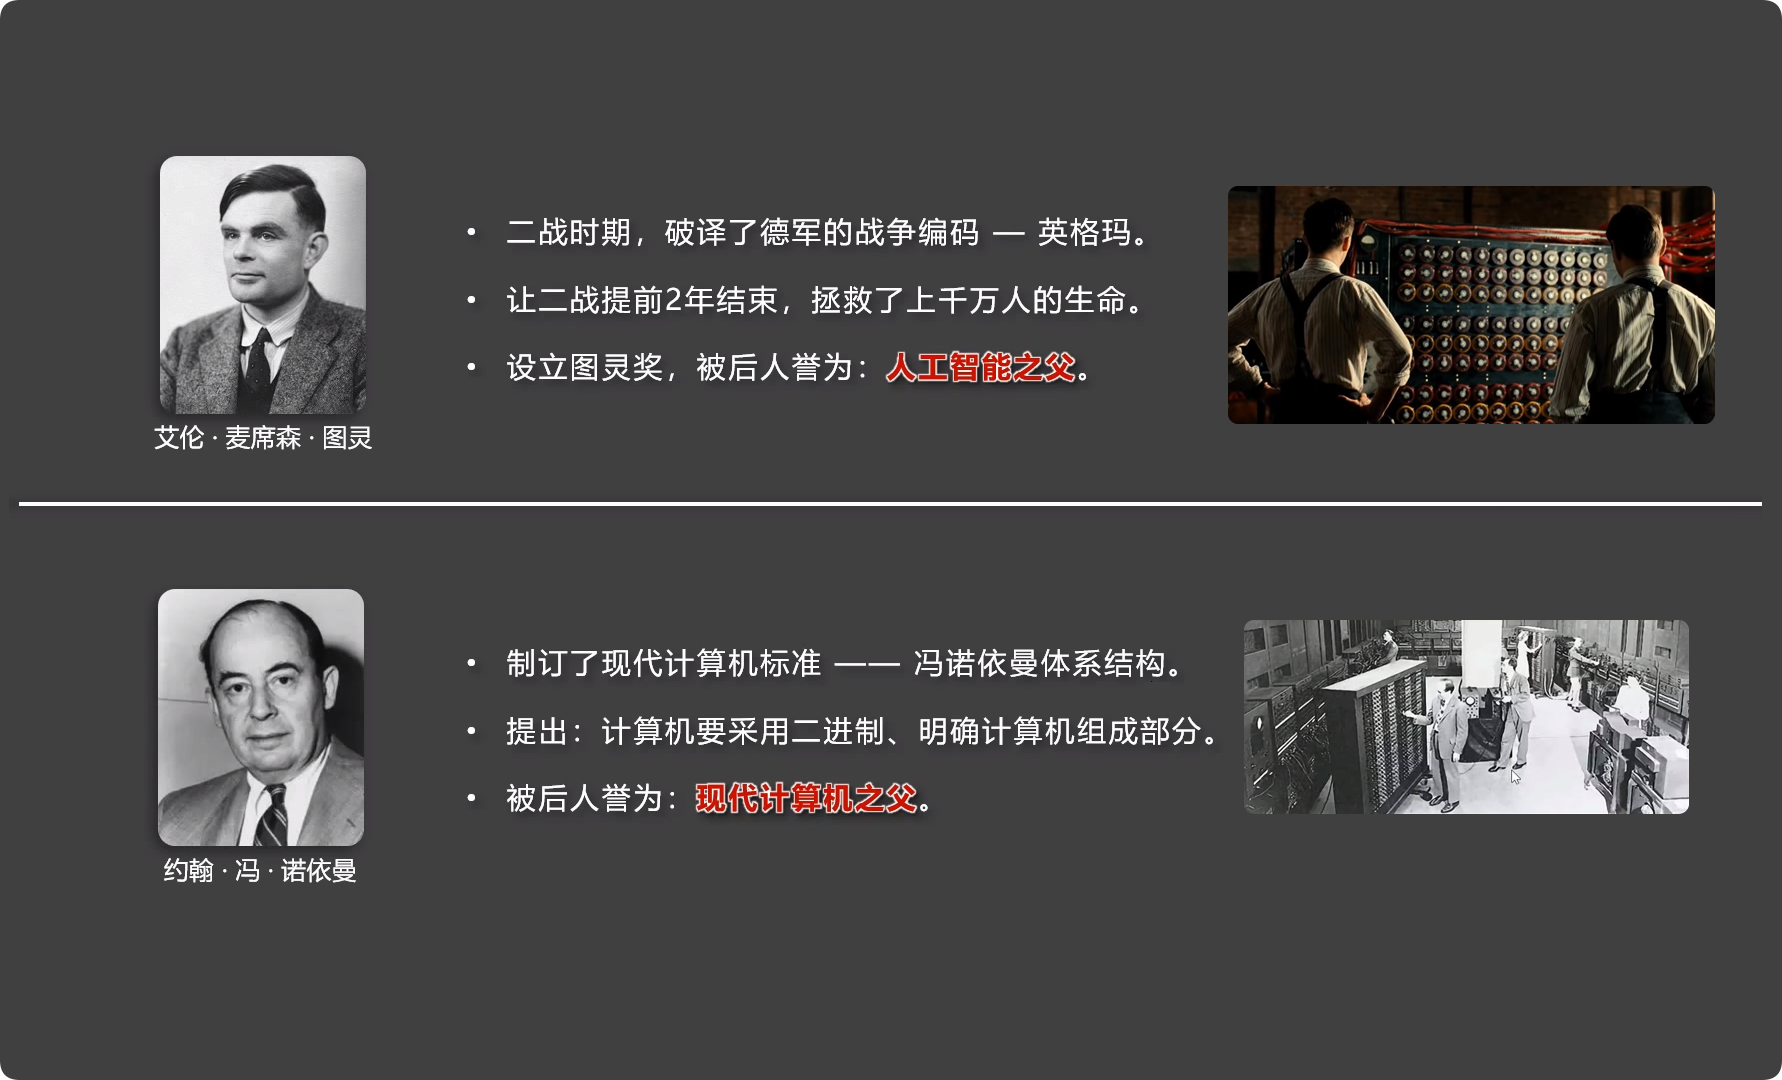 艾伦 · 麦席森 · 图灵
• 二战时期，破译了德军的战争编码 — 英格玛。
• 让二战提前2年结束，拯救了上千万人的生命。
• 设立图灵奖，被后人誉为：人工智能之父。
约翰 · 冯 · 诺依曼
• 制订了现代计算机标准 —— 冯诺依曼体系结构。
• 提出：计算机要采用二进制、明确计算机组成部分。
• 被后人誉为：现代计算机之父。